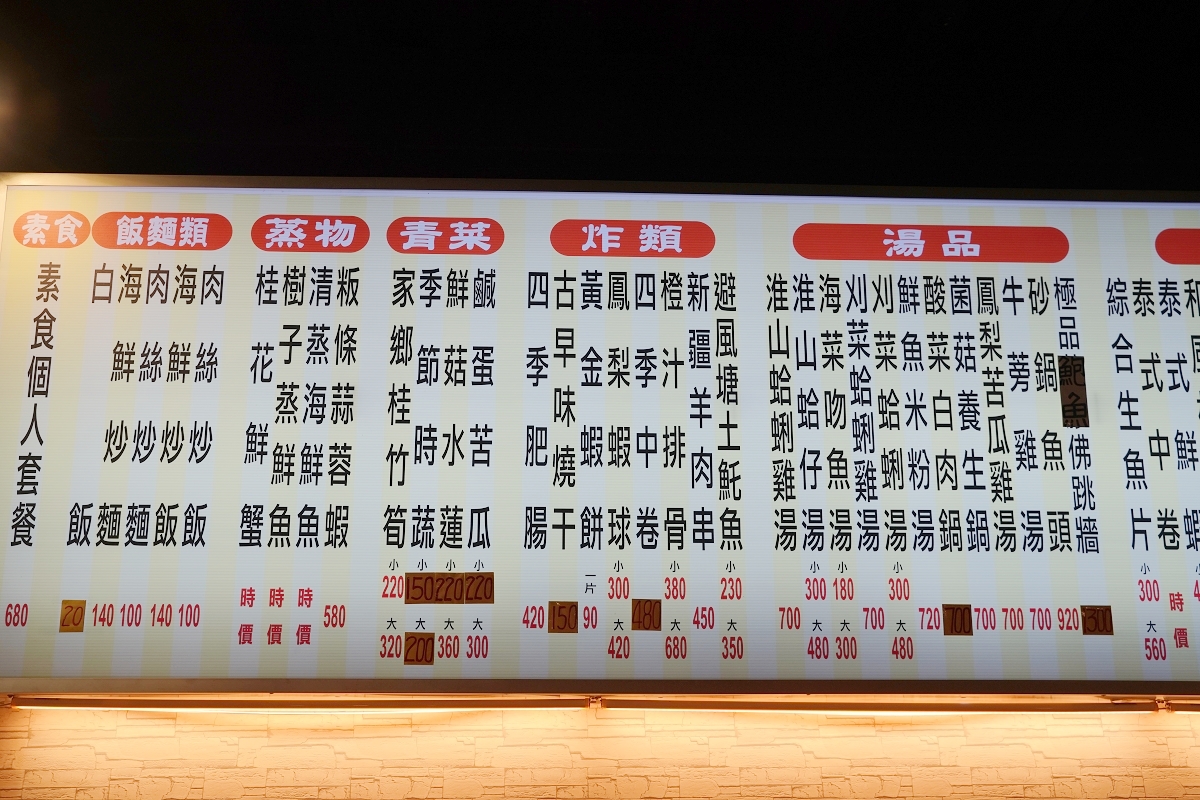 素食
素食個人套餐
680
飯麵類
白飯
20
海鮮炒麵
140
肉絲炒麵
100
海鮮炒飯
140
肉絲炒飯
100
蒸物
桂花鮮蟹
時價
樹子蒸鮮魚
時價
清蒸海鮮魚
時價
粄條蒜蓉蝦
580
青菜
家鄉桂竹筍
小 220
大 320
季節時蔬
小 150
大 200
鮮菇水蓮
小 220
大 360
鹹蛋苦瓜
小 220
大 300
炸類
四季肥腸
420
古早味燒干
150
黃金蝦餅
一片 90
鳳梨蝦球
小 300
大 420
四季中卷
480
橙汁排骨
小 380
大 680
新疆羊肉串
450
避風塘土魠魚
小 230
大 350
湯品
淮山蛤蜊雞湯
700
淮山蛤仔湯
小 300
大 480
海菜吻魚湯
小 180
大 300
刈菜蛤蜊雞湯
700
刈菜蛤蜊湯
小 300
大 480
鮮魚米粉湯
720
酸菜白肉鍋
700
菌菇養生鍋
700
鳳梨苦瓜雞湯
700
牛蒡雞湯
700
砂鍋魚頭
920
極品鮑魚佛跳牆
1300
綜合生魚片
小 300
大 560
泰式中卷
時價
泰式鮮蝦
小